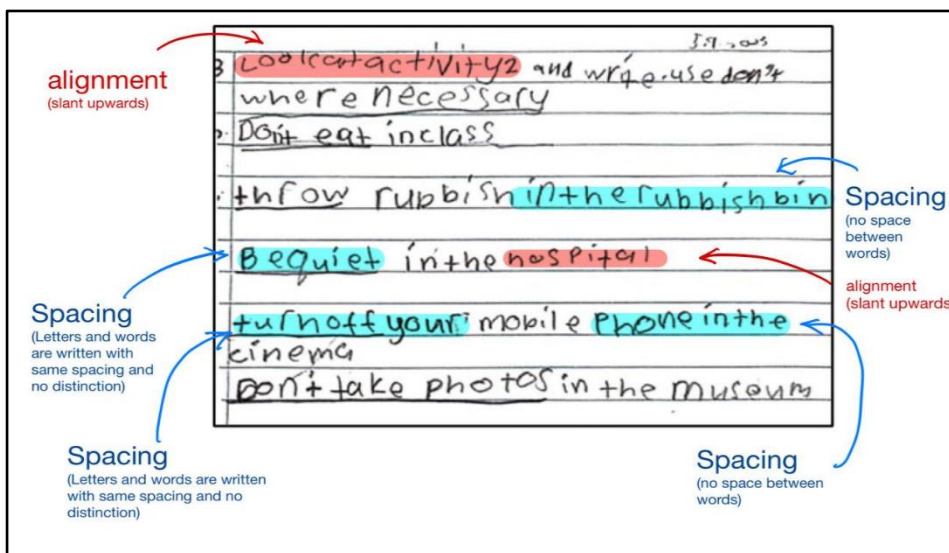 alignment
(slant upwards)
3 Lookatactivity2 and write. use don't
where necessary
Don't eat inclass
throw rubbish intherubbishbin
Bequiet inthe hospital
turnoffyour mobile phoneinthe
cinema
Don't take photos in the museum
Spacing
(no space
between
words)
alignment
(slant upwards)
Spacing
(Letters and words
are written with
same spacing and
no distinction)
Spacing
(Letters and words are written
with same spacing and no
distinction)
Spacing
(no space between
words)